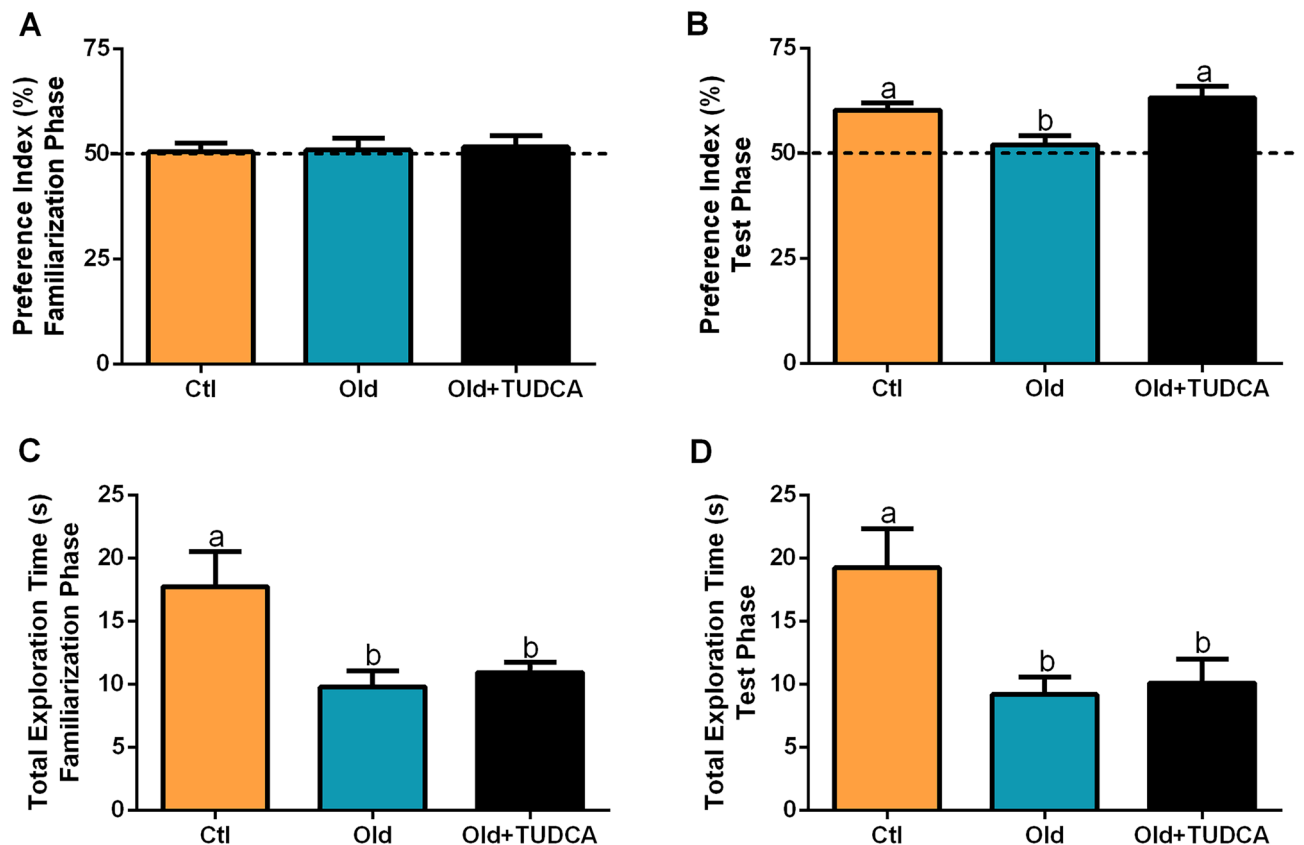 A
Preference Index (%)
Familiarization Phase
75
50
25
0
Ctl
Old
Old+TUDCA
B
Preference Index (%)
Test Phase
75
50
25
0
a
b
a
Ctl
Old
Old+TUDCA
C
Total Exploration Time (s)
Familiarization Phase
25
20
15
10
5
0
a
b
b
Ctl
Old
Old+TUDCA
D
Total Exploration Time (s)
Test Phase
25
20
15
10
5
0
a
b
b
Ctl
Old
Old+TUDCA